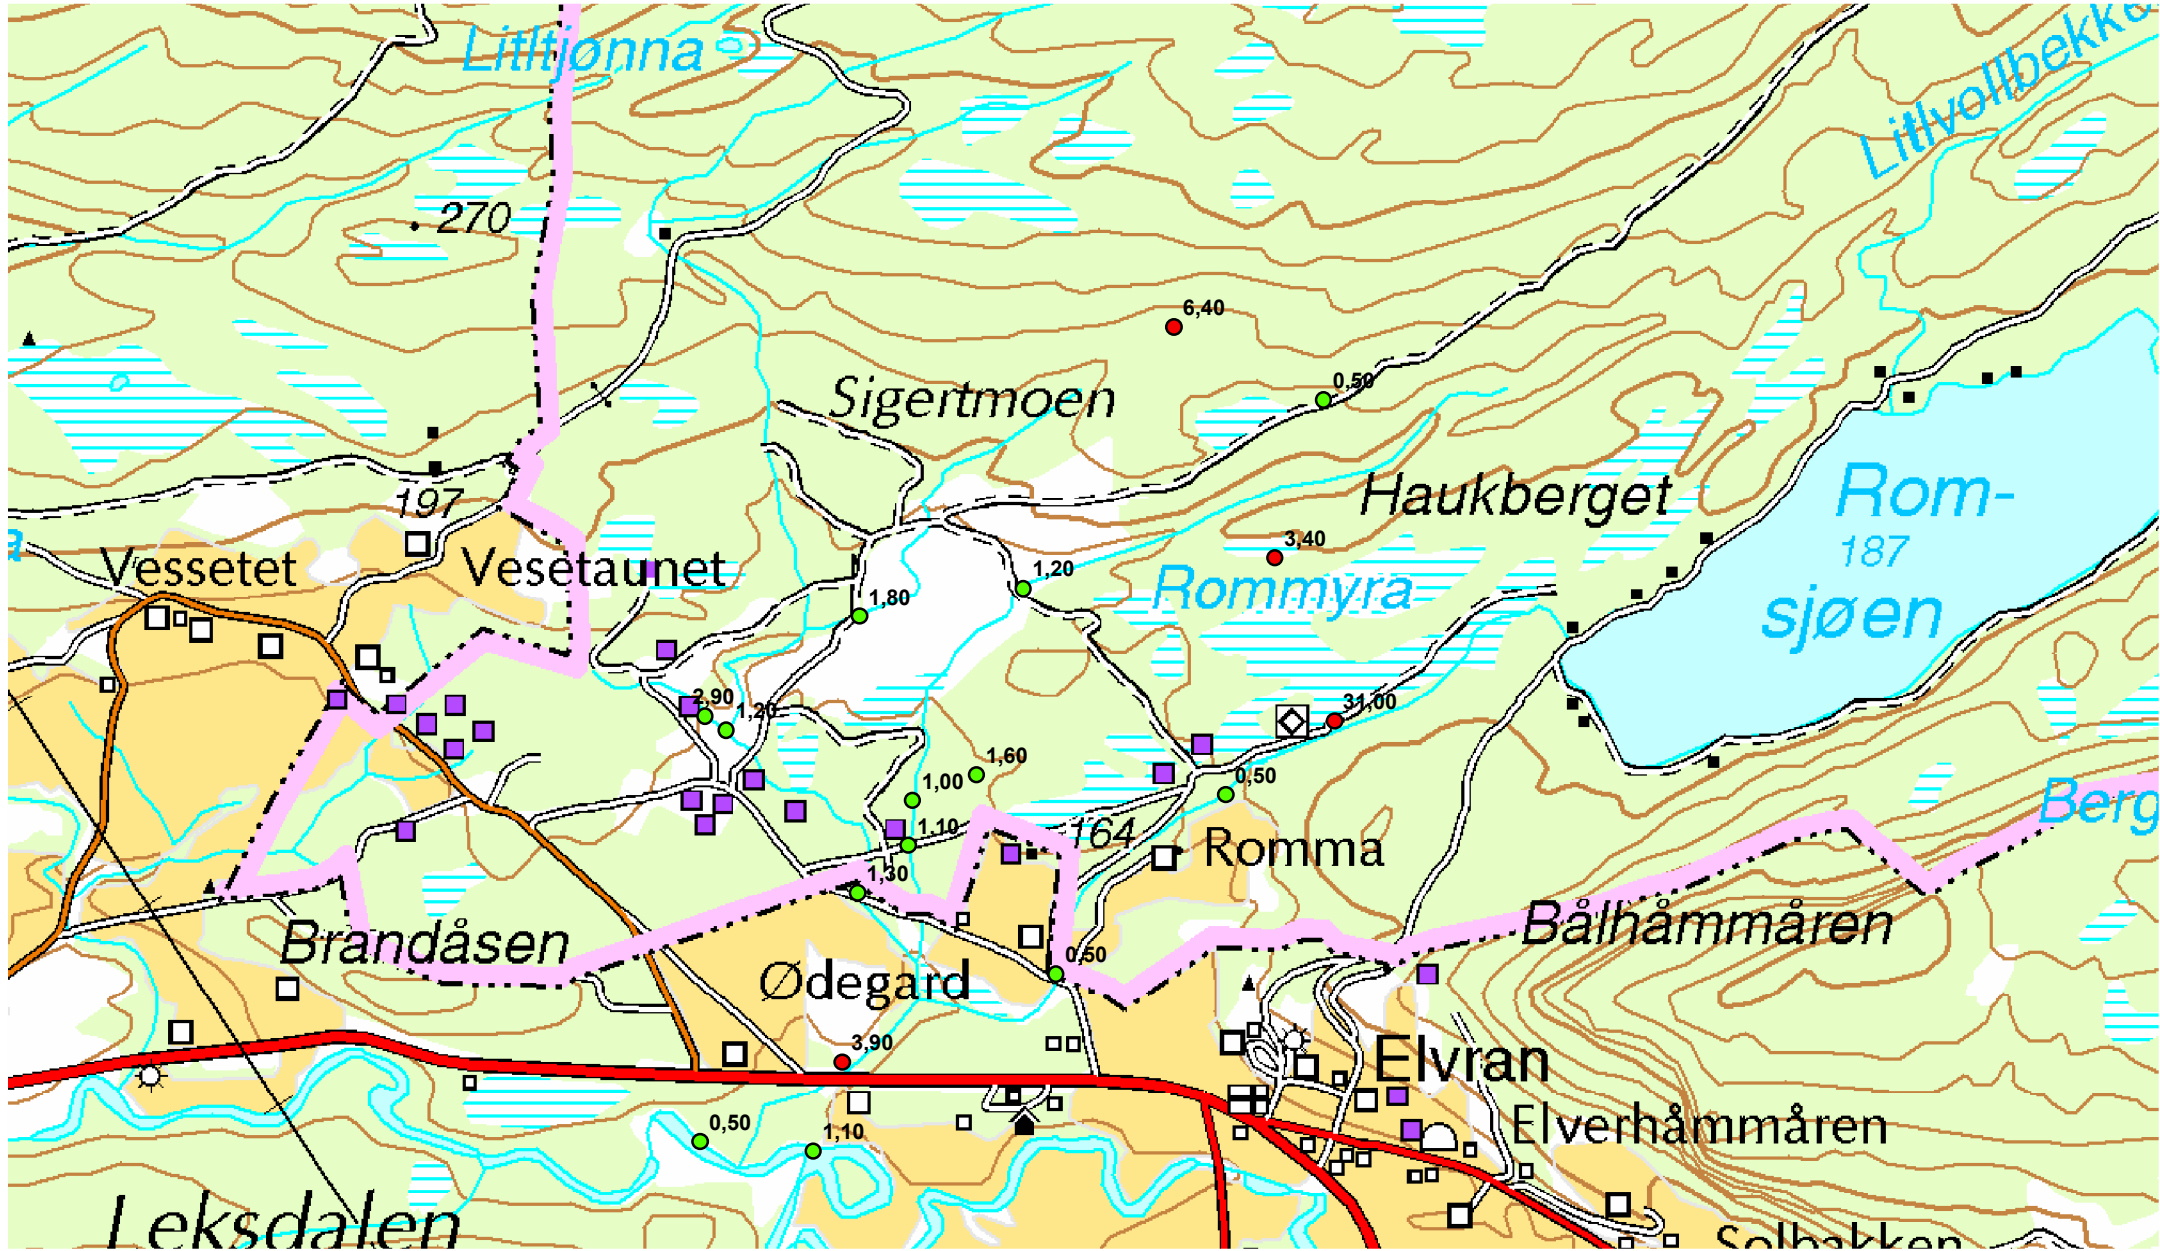 Litltjønna
Litlvollbekke
270
6,40
0,50
Sigertmoen
Haukberget
Rom-
187
sjøen
197
a
Vessetet
Vesetaunet
3,40
Rommyra
1,20
1,80
2,90
1,20
31,00
1,60
1,00
0,50
1,10
164
Romma
Berg
1,30
Brandåsen
Bålhåmmåren
0,50
Ødegard
3,90
Elvran
0,50
1,10
Elverhåmmåren
Leksdalen
Solbakken